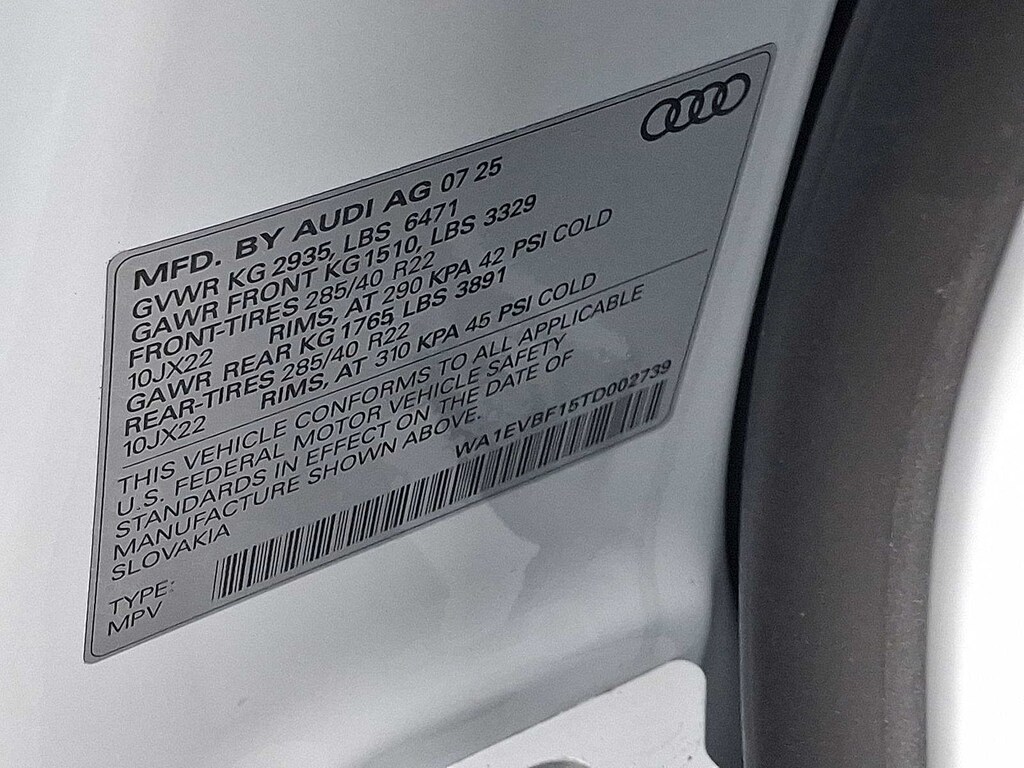 MFD. BY AUDI AG 07 25
GVWR KG 2935, LBS 6471
GAWR FRONT KG1510, LBS 3329
FRONT-TIRES 285/40 R22
10JX22 RIMS, AT 290 KPA 42 PSI COLD
GAWR REAR KG 1765, LBS 3891
REAR-TIRES 285/40 R22
10JX22 RIMS, AT 310 KPA 45 PSI COLD
THIS VEHICLE CONFORMS TO ALL APPLICABLE
U.S. FEDERAL MOTOR VEHICLE SAFETY
STANDARDS IN EFFECT ON THE DATE OF
MANUFACTURE SHOWN ABOVE.
SLOVAKIA
WA1EVBF15TD002739
TYPE:
MPV